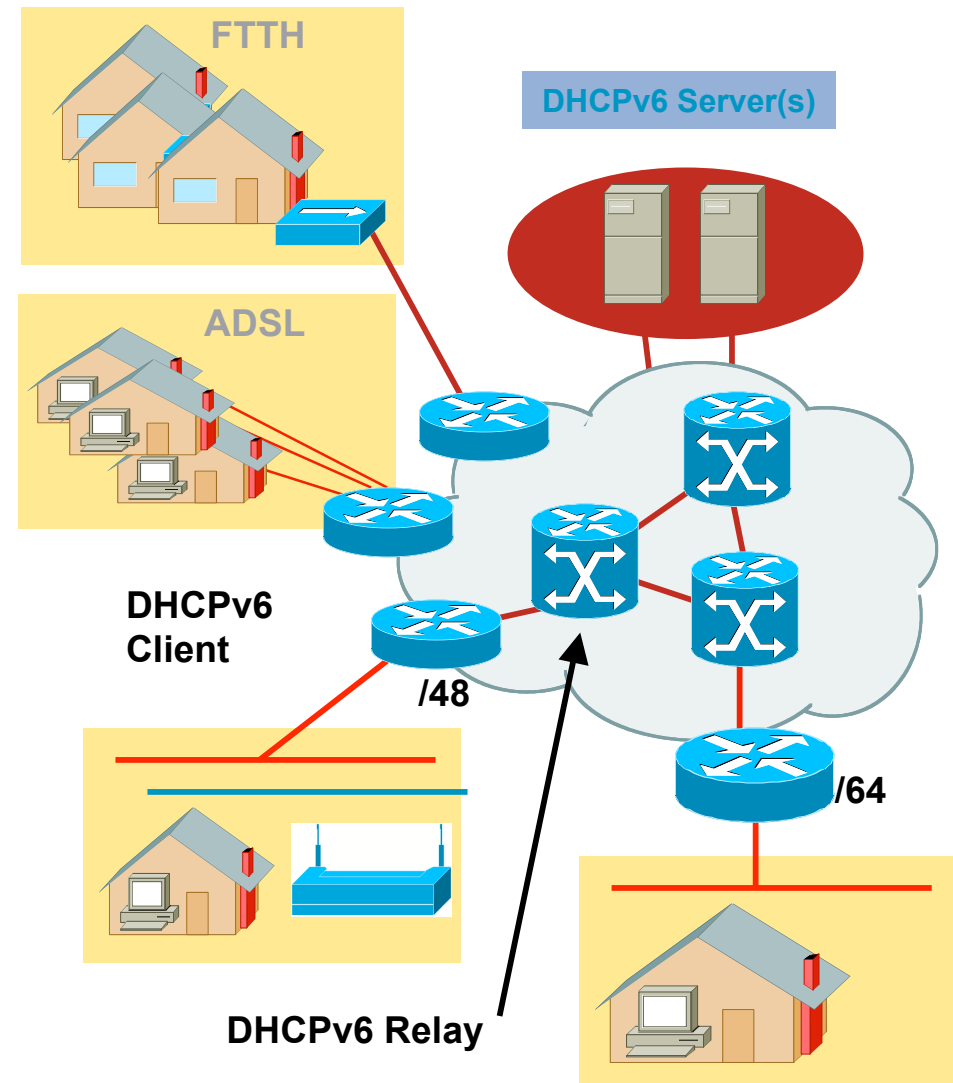 FTTH
DHCPv6 Server(s)
ADSL
DHCPv6
Client
/48
/64
DHCPv6 Relay